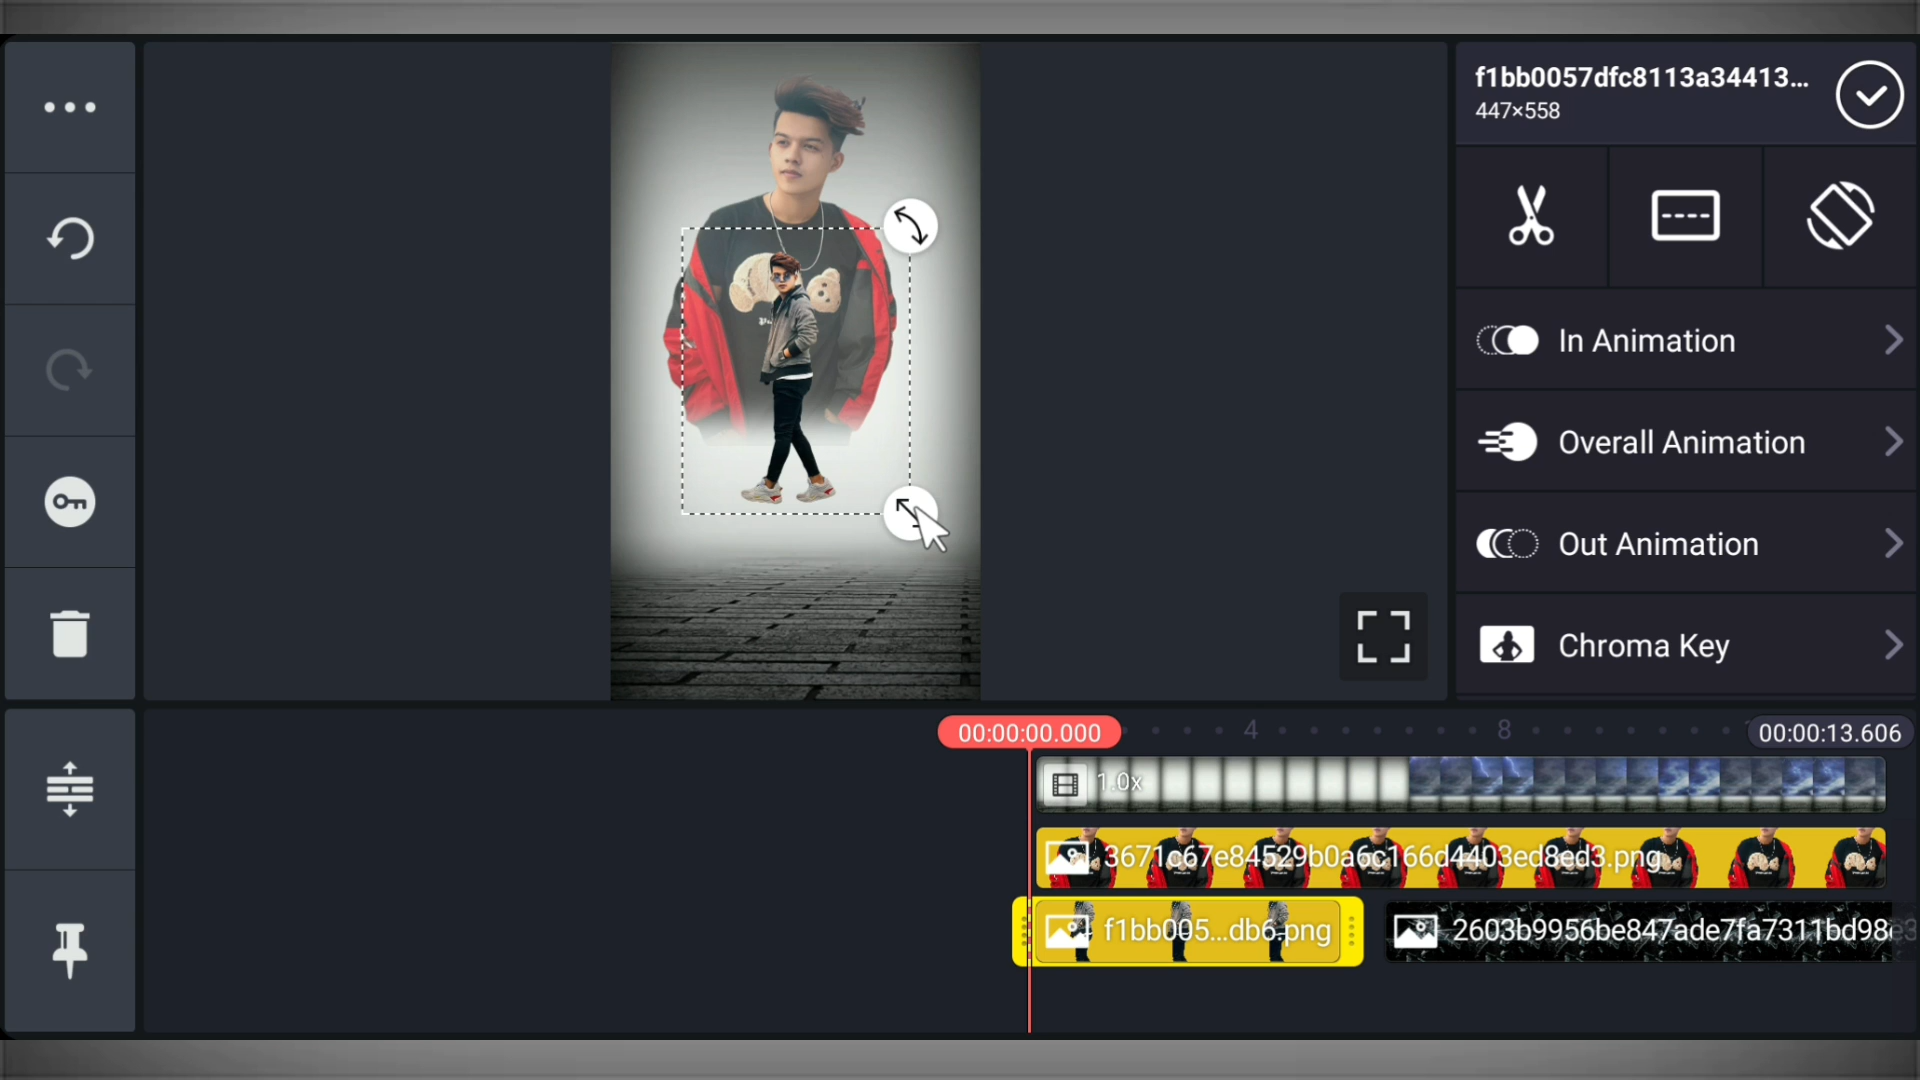 f1bb0057dfc8113a34413...
447×558
In Animation
Overall Animation
Out Animation
Chroma Key
00:00:00.000
4
8
00:00:13.606
1.0x
3671c67e84529b0a6c166d4403ed8ed3.png
f1bb005...db6.png
2603b9956be847ade7fa7311bd98e3